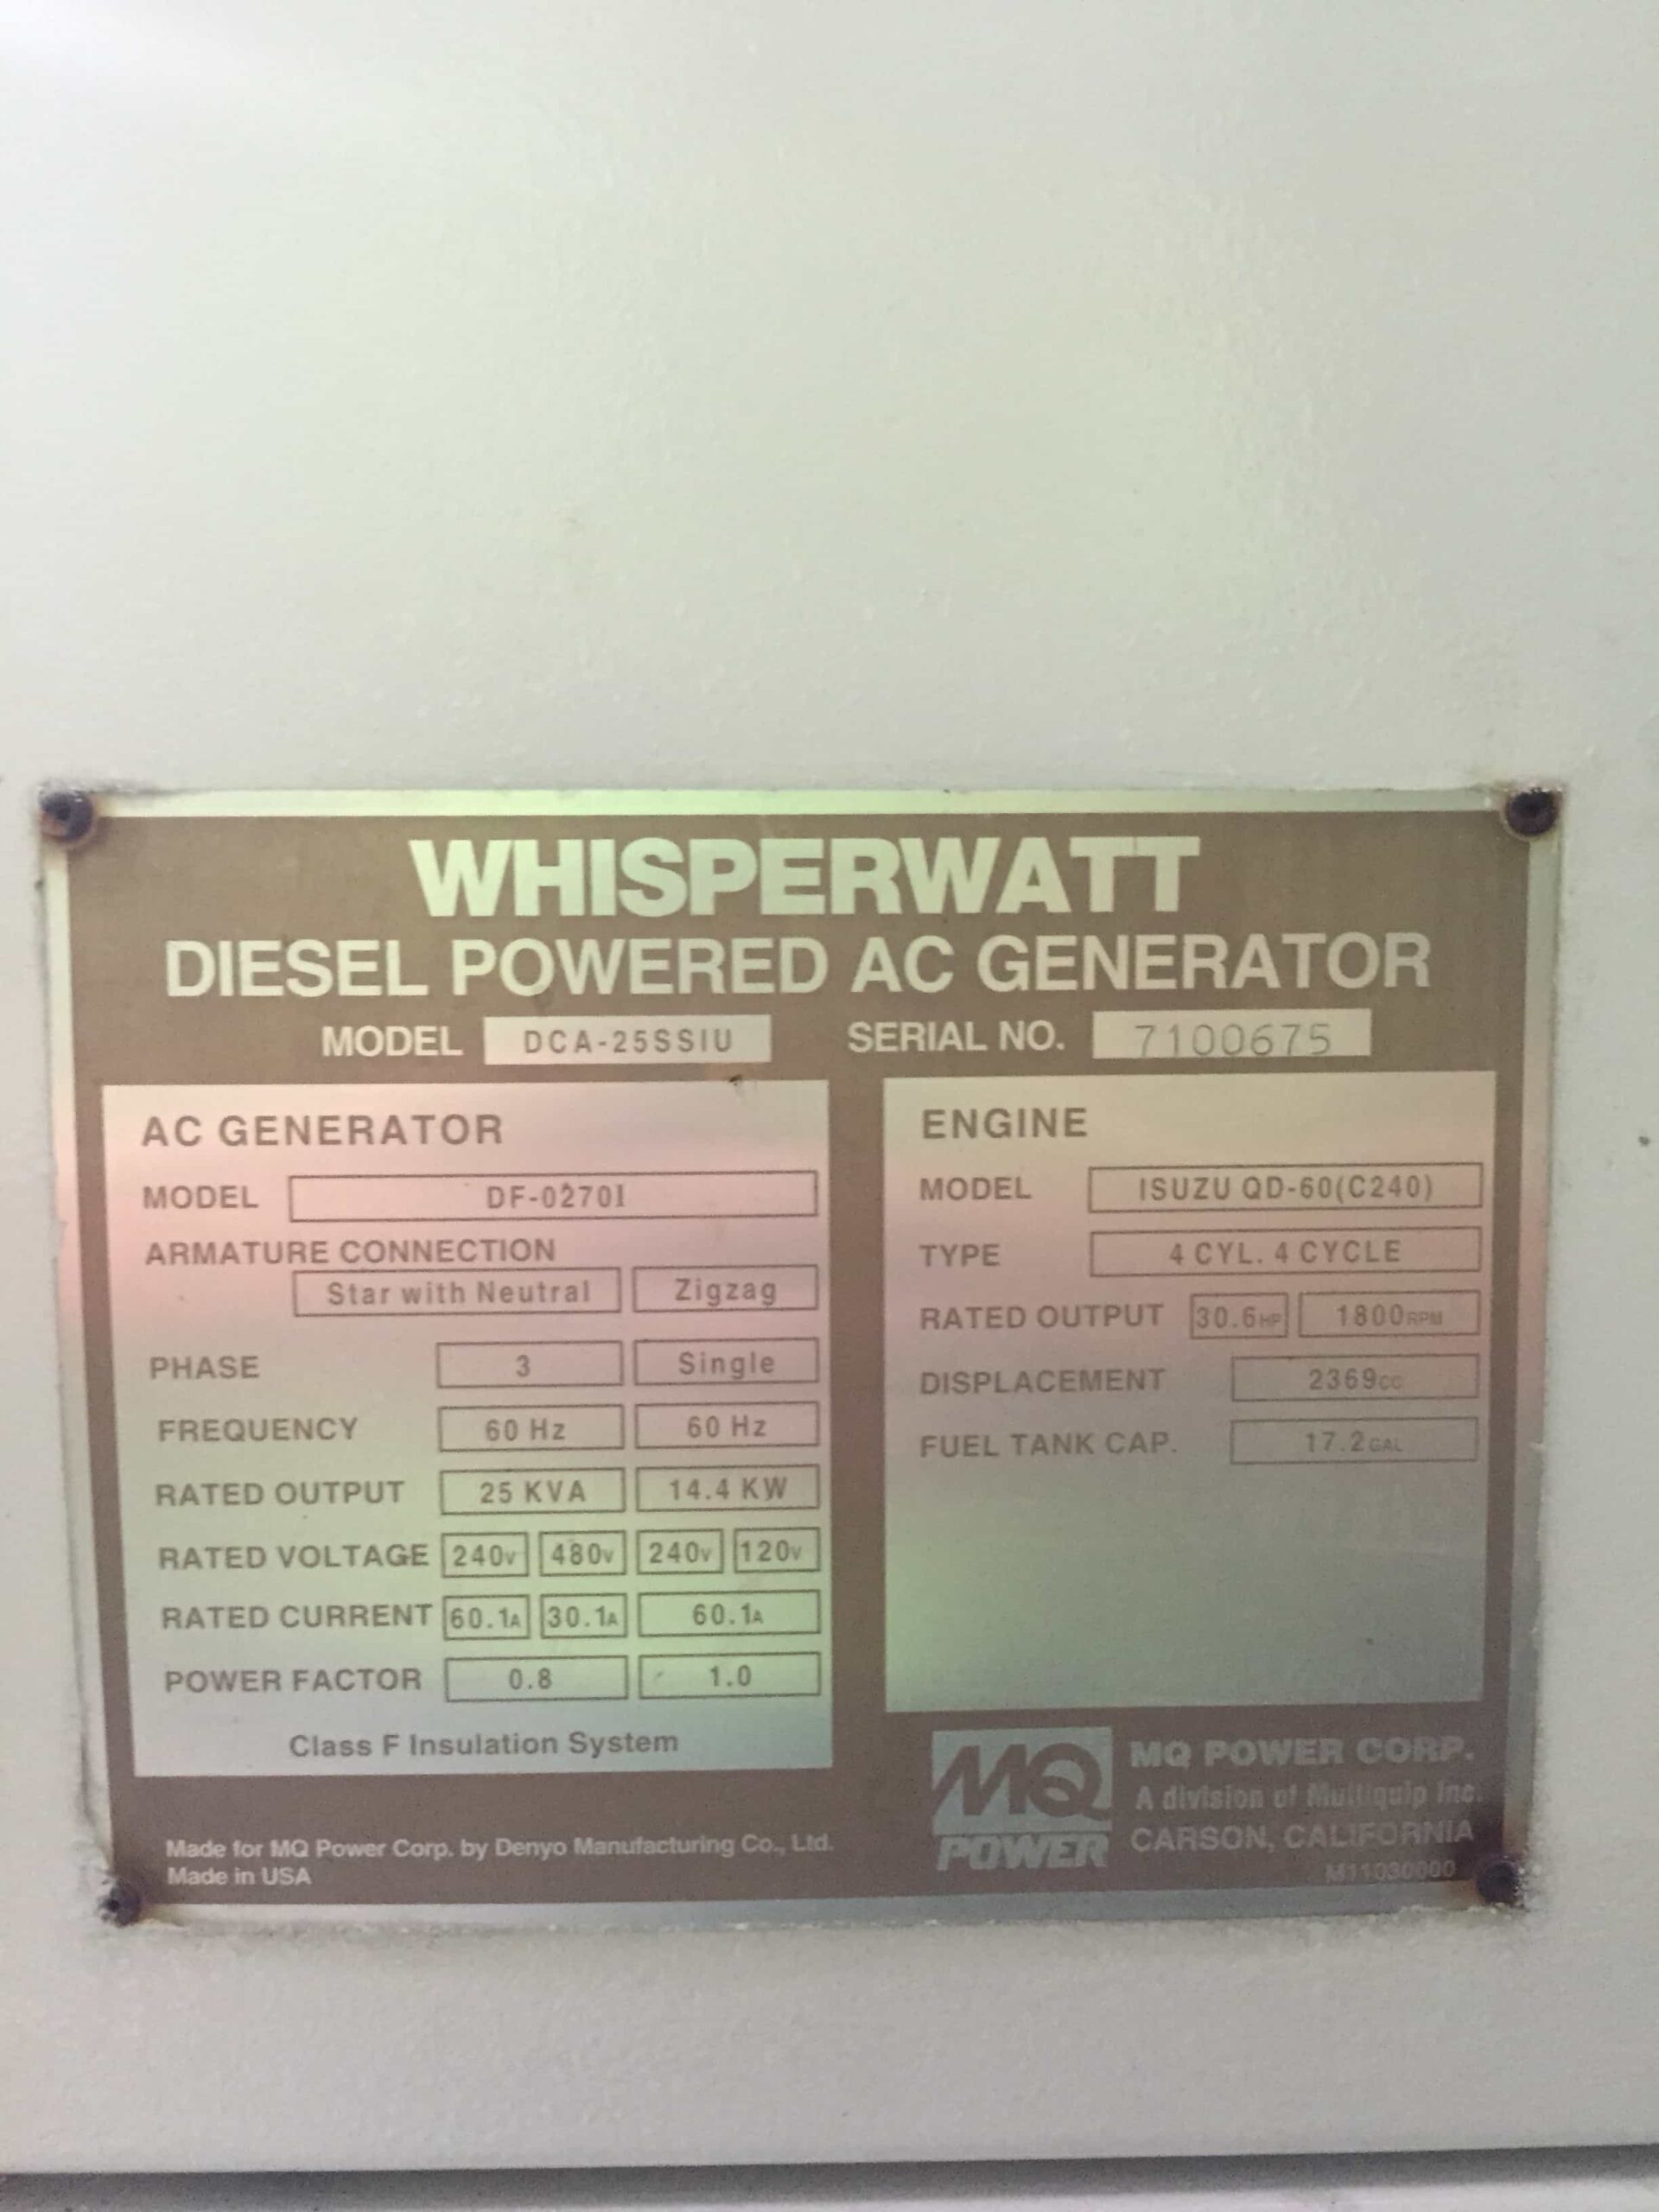 WHISPERWATT
DIESEL POWERED AC GENERATOR
MODEL DCA-25SSIU SERIAL NO. 7100675
AC GENERATOR
MODEL DF-0270I
ARMATURE CONNECTION
Star with Neutral Zigzag
PHASE 3 Single
FREQUENCY 60 Hz 60 Hz
RATED OUTPUT 25 KVA 14.4 KW
RATED VOLTAGE 240V 480V 240V 120V
RATED CURRENT 60.1A 30.1A 60.1A
POWER FACTOR 0.8 1.0
Class F Insulation System
ENGINE
MODEL ISUZU QD-60(C240)
TYPE 4 CYL. 4 CYCLE
RATED OUTPUT 30.6HP 1800RPM
DISPLACEMENT 2369CC
FUEL TANK CAP. 17.2GAL
Made for MQ Power Corp. by Denyo Manufacturing Co., Ltd.
Made in USA
MQ
POWER
MQ POWER CORP.
A division of Multiquip Inc.
CARSON, CALIFORNIA
M11030000